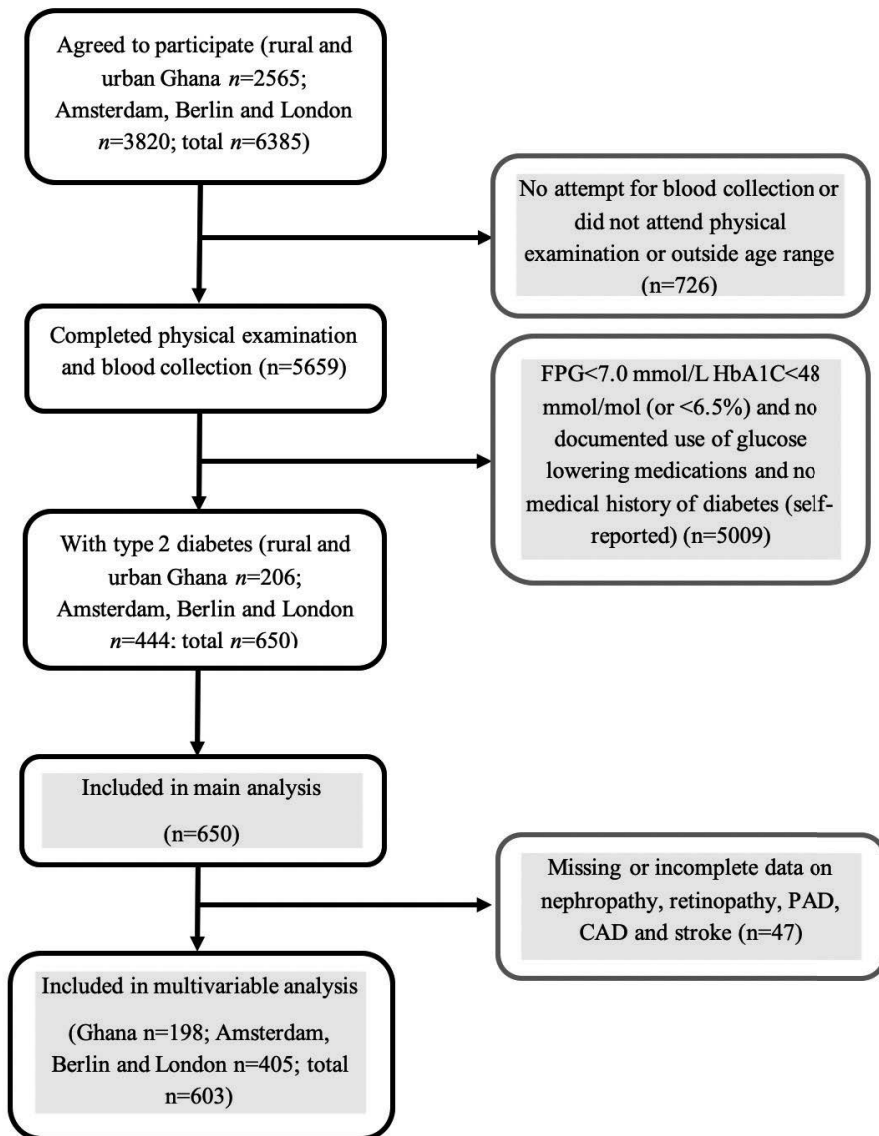 Agreed to participate (rural and
urban Ghana n=2565;
Amsterdam, Berlin and London
n=3820; total n=6385)
No attempt for blood collection or
did not attend physical
examination or outside age range
(n=726)
Completed physical examination
and blood collection (n=5659)
FPG<7.0 mmol/L HbA1C<48
mmol/mol (or <6.5%) and no
documented use of glucose
lowering medications and no
medical history of diabetes (self-
reported) (n=5009)
With type 2 diabetes (rural and
urban Ghana n=206;
Amsterdam, Berlin and London
n=444; total n=650)
Included in main analysis
(n=650)
Missing or incomplete data on
nephropathy, retinopathy, PAD,
CAD and stroke (n=47)
Included in multivariable analysis
(Ghana n=198; Amsterdam,
Berlin and London n=405; total
n=603)